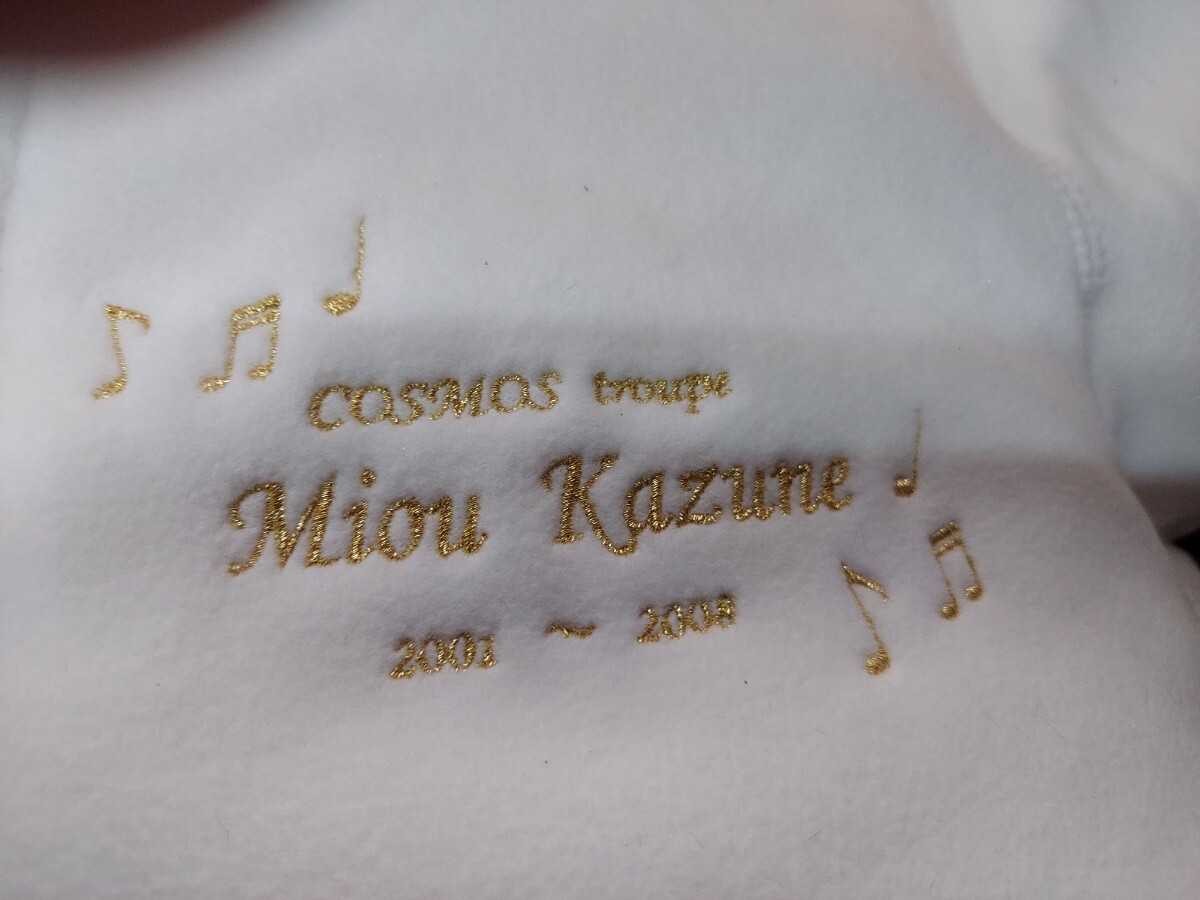 COSMOS troupe
Miou Kazune
2001 ~ 2008